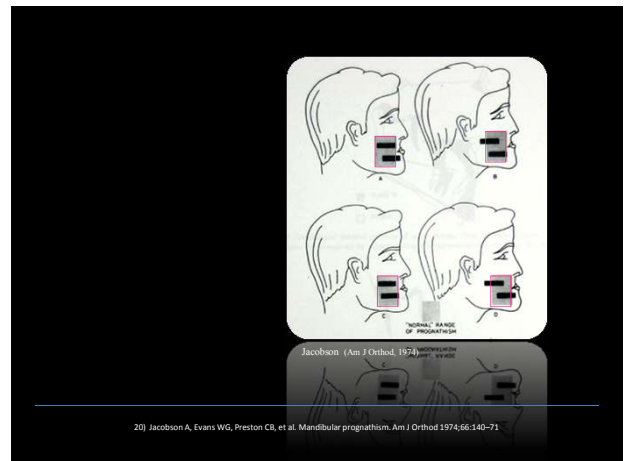 A
B
C
D
"NORMAL" RANGE
OF PROGNATHISM
Jacobson (Am J Orthod, 1974)
20) Jacobson A, Evans WG, Preston CB, et al. Mandibular prognathism. Am J Orthod 1974;66:140–71